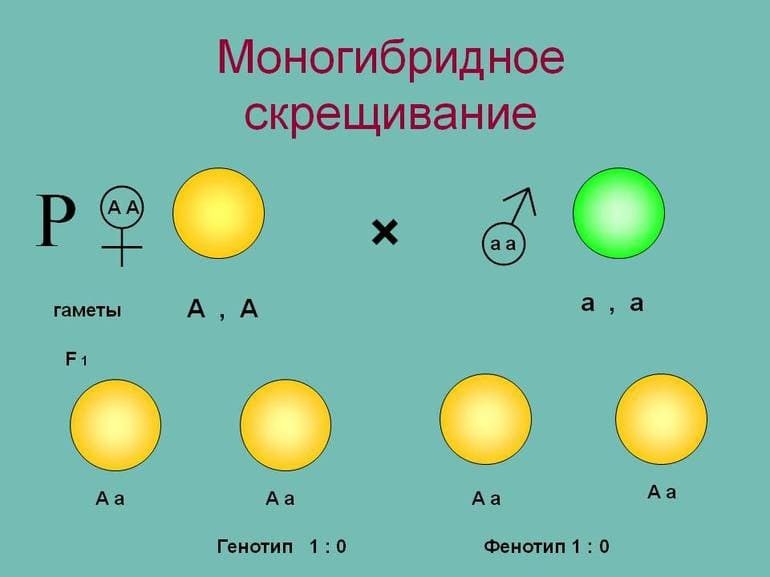 Моногибридное
скрещивание
P А А × а а
гаметы А , А а , а
F 1
А а А а А а А а
Генотип 1 : 0 Фенотип 1 : 0